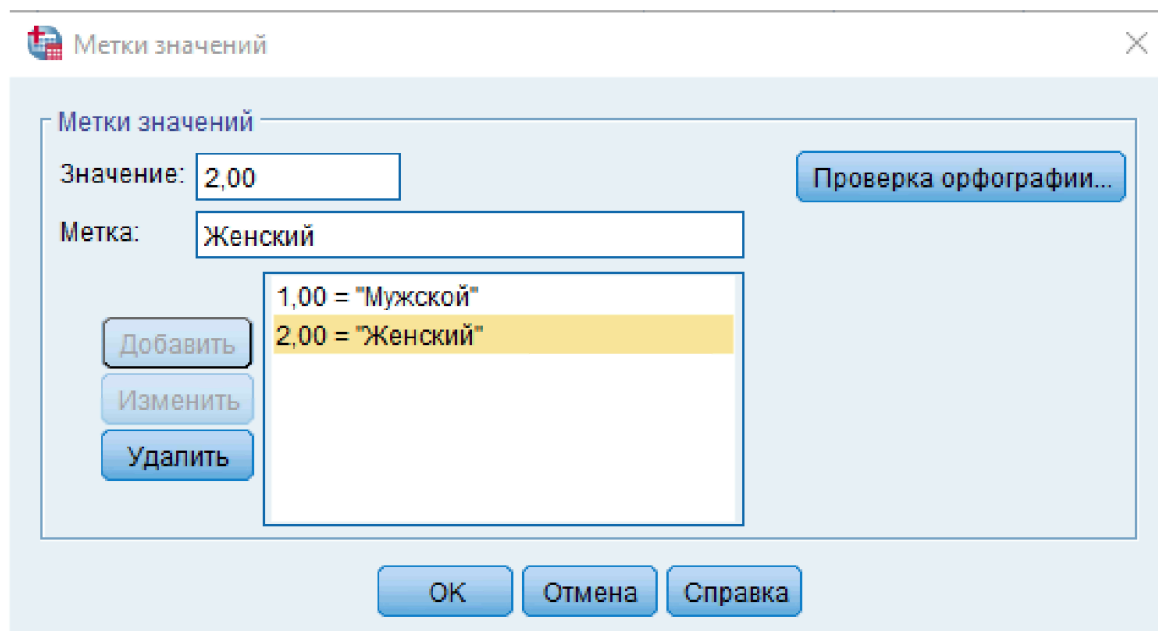 Метки значений
Метки значений
Значение: 2,00
Проверка орфографии...
Метка: Женский
1,00 = "Мужской"
2,00 = "Женский"
Добавить
Изменить
Удалить
OK Отмена Справка